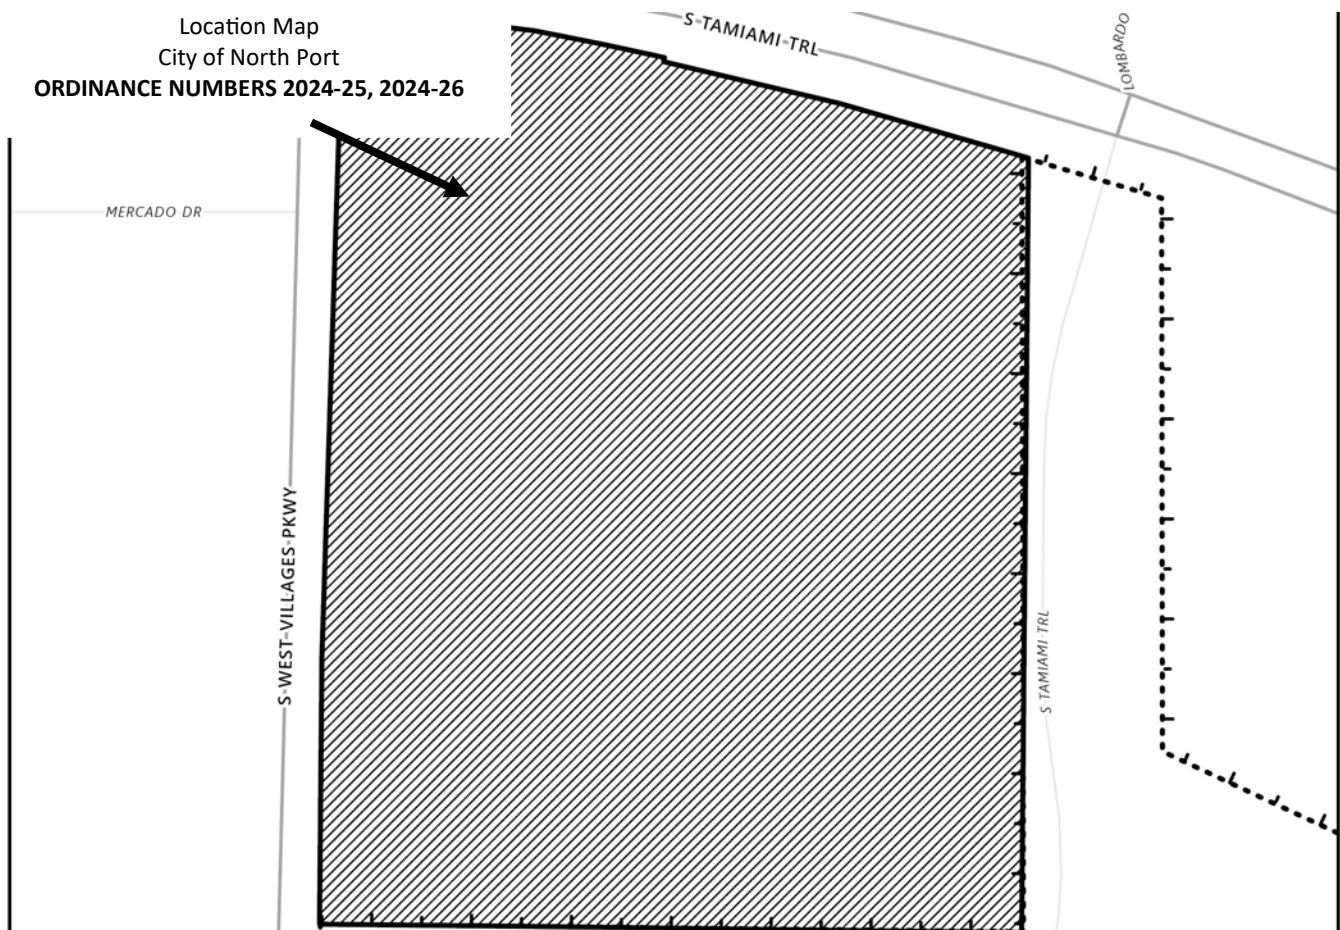 Location Map
City of North Port
ORDINANCE NUMBERS 2024-25, 2024-26
S TAMIAMI TRL
LOMBARDO
MERCADO DR
S WEST VILLAGES PKWY
S TAMIAMI TRL